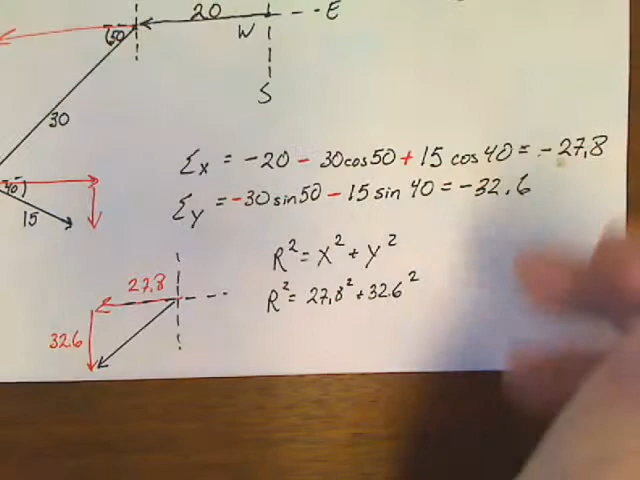 20
E
W
50
S
30
Σx = -20 - 30cos50 + 15 cos 40 = -27,8
40°
15
Σy = -30sin50 - 15 sin 40 = -32.6
R² = X² + Y²
27.8
R² = 27,8² + 32.6²
32.6